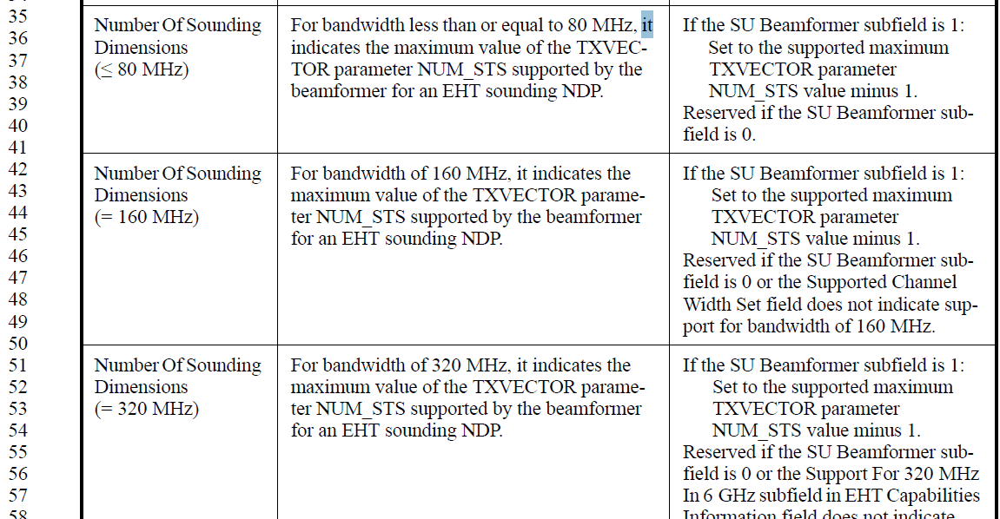 35
36
37
38
39
40
41
42
43
44
45
46
47
48
49
50
51
52
53
54
55
56
57
58
Number Of Sounding
Dimensions
(≤ 80 MHz)
For bandwidth less than or equal to 80 MHz, it
indicates the maximum value of the TXVEC-
TOR parameter NUM_STS supported by the
beamformer for an EHT sounding NDP.
If the SU Beamformer subfield is 1:
Set to the supported maximum
TXVECTOR parameter
NUM_STS value minus 1.
Reserved if the SU Beamformer sub-
field is 0.
Number Of Sounding
Dimensions
(= 160 MHz)
For bandwidth of 160 MHz, it indicates the
maximum value of the TXVECTOR parame-
ter NUM_STS supported by the beamformer
for an EHT sounding NDP.
If the SU Beamformer subfield is 1:
Set to the supported maximum
TXVECTOR parameter
NUM_STS value minus 1.
Reserved if the SU Beamformer sub-
field is 0 or the Supported Channel
Width Set field does not indicate sup-
port for bandwidth of 160 MHz.
Number Of Sounding
Dimensions
(= 320 MHz)
For bandwidth of 320 MHz, it indicates the
maximum value of the TXVECTOR parame-
ter NUM_STS supported by the beamformer
for an EHT sounding NDP.
If the SU Beamformer subfield is 1:
Set to the supported maximum
TXVECTOR parameter
NUM_STS value minus 1.
Reserved if the SU Beamformer sub-
field is 0 or the Support For 320 MHz
In 6 GHz subfield in EHT Capabilities
Information field does not indicate